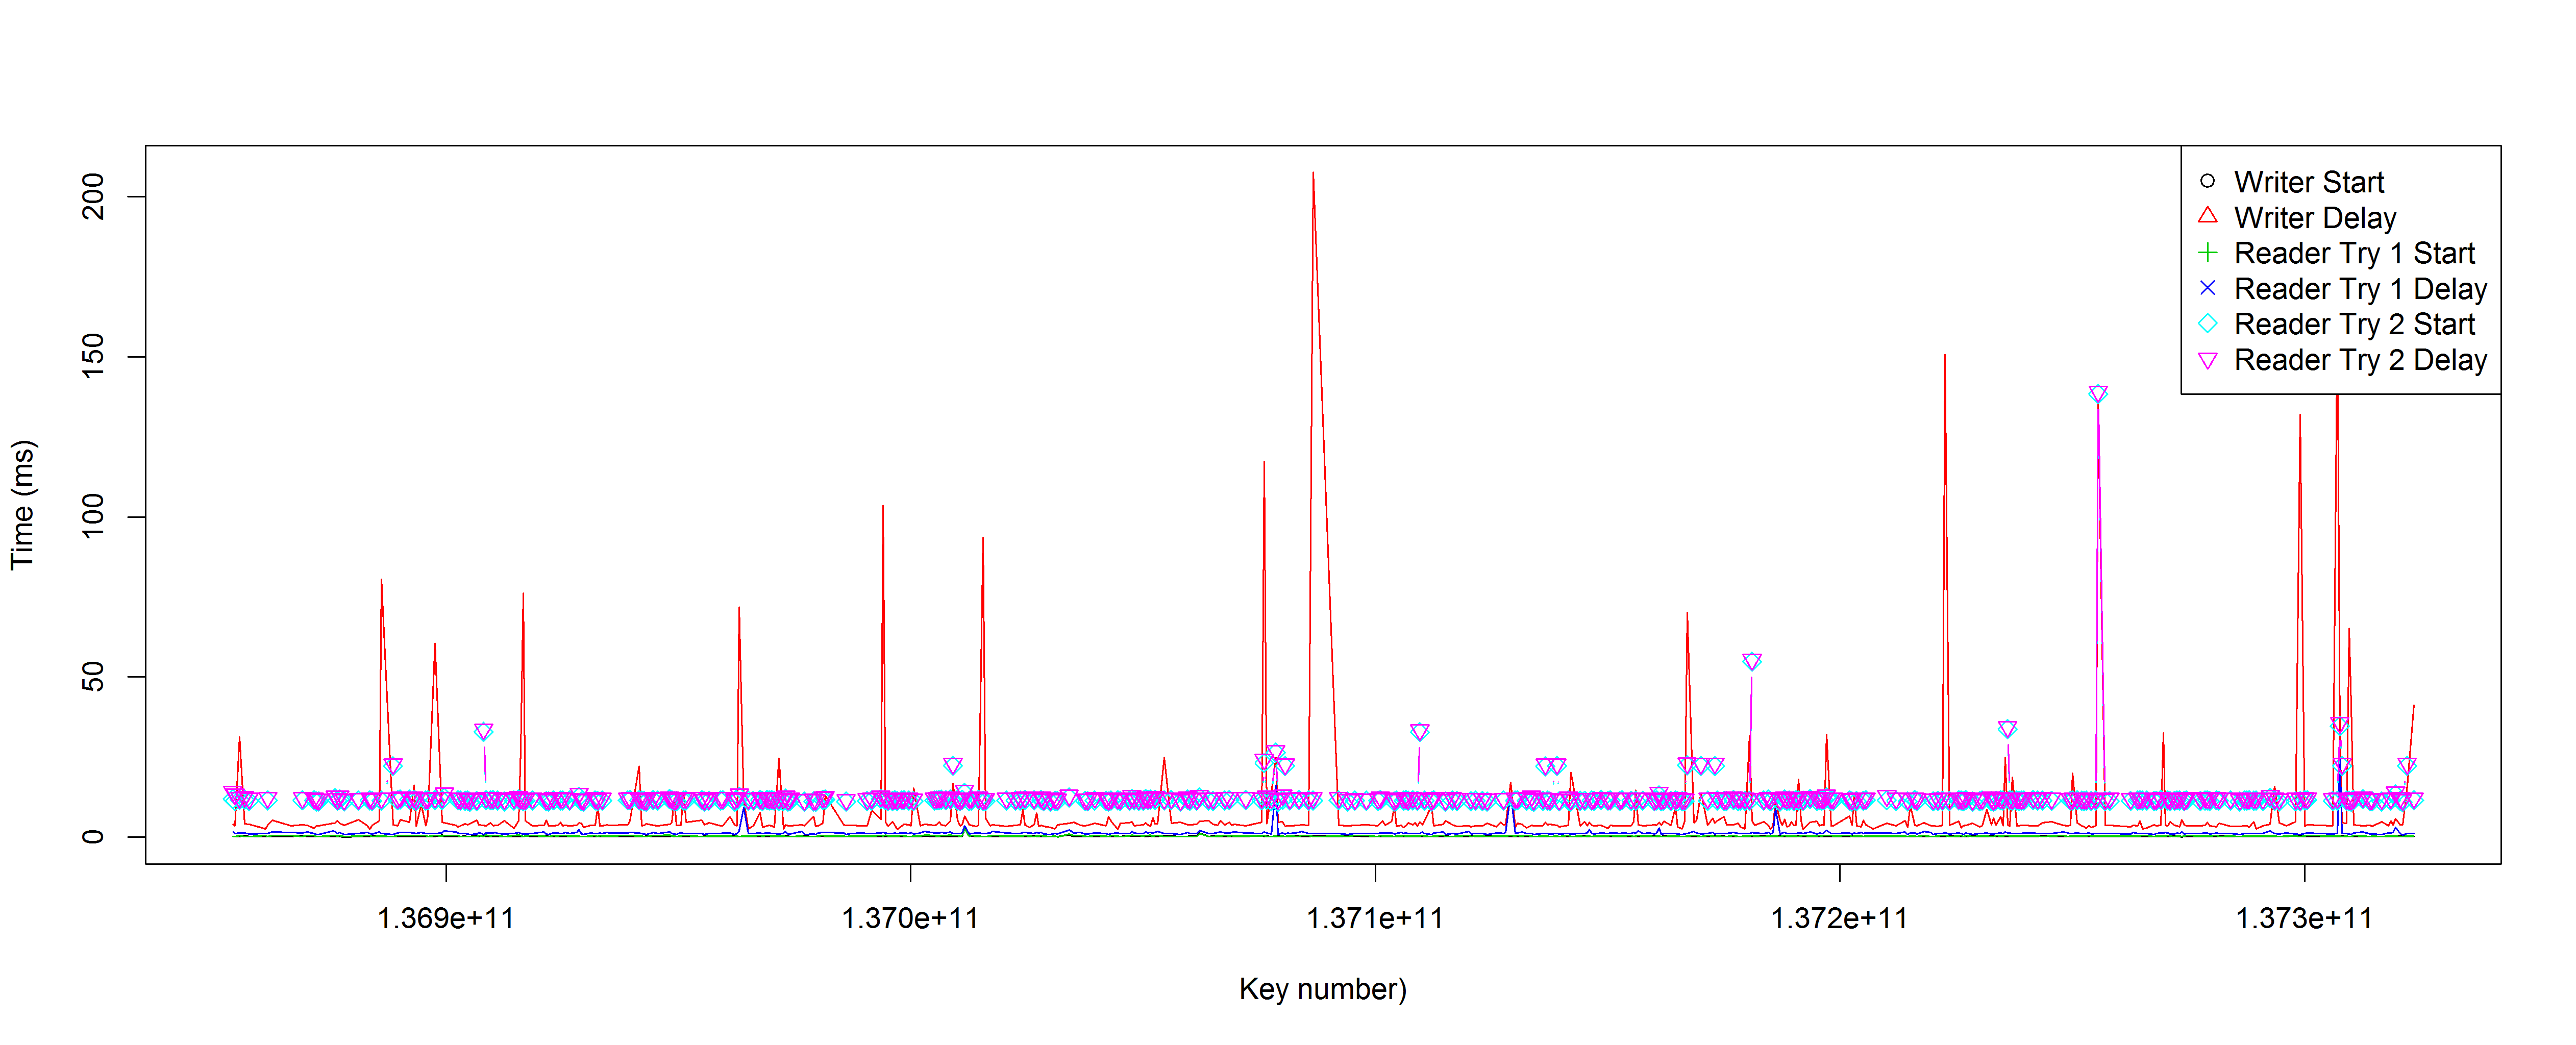 Writer Start
Writer Delay
Reader Try 1 Start
Reader Try 1 Delay
Reader Try 2 Start
Reader Try 2 Delay
Time (ms)
200
150
100
50
0
1.369e+11 1.370e+11 1.371e+11 1.372e+11 1.373e+11
Key number)